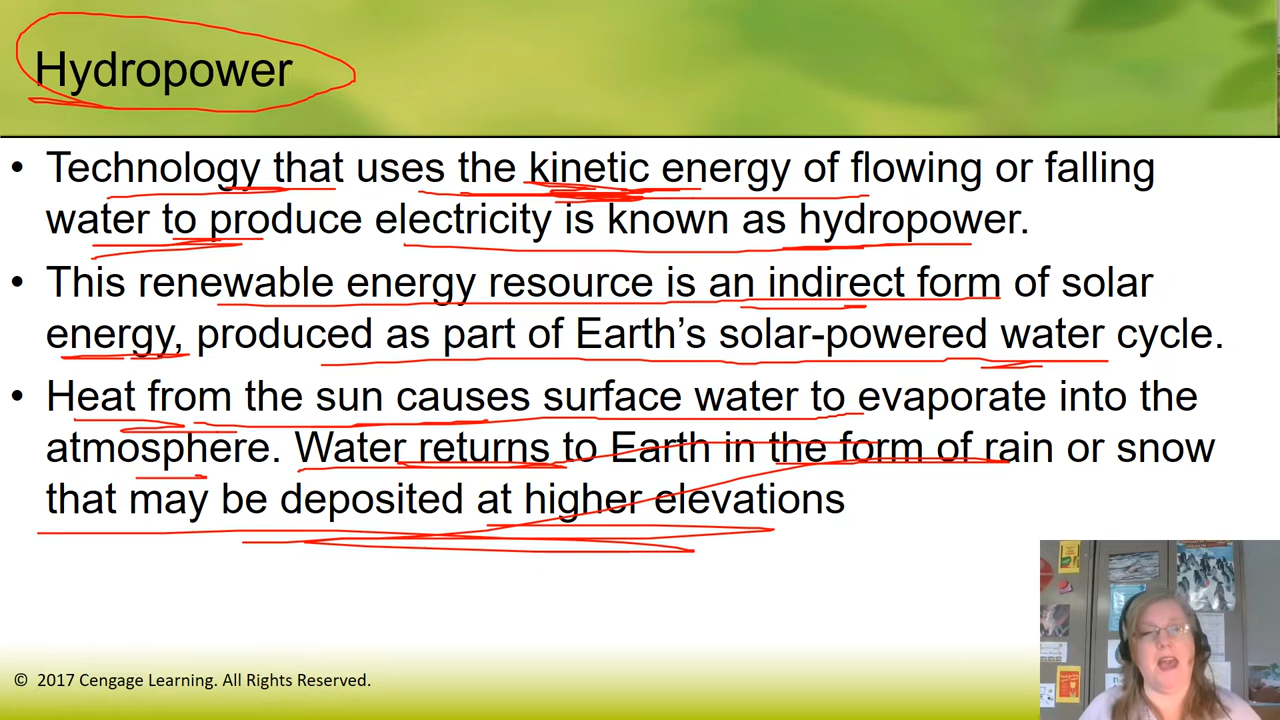 Hydropower
• Technology that uses the kinetic energy of flowing or falling
water to produce electricity is known as hydropower.
• This renewable energy resource is an indirect form of solar
energy, produced as part of Earth’s solar-powered water cycle.
• Heat from the sun causes surface water to evaporate into the
atmosphere. Water returns to Earth in the form of rain or snow
that may be deposited at higher elevations
© 2017 Cengage Learning. All Rights Reserved.